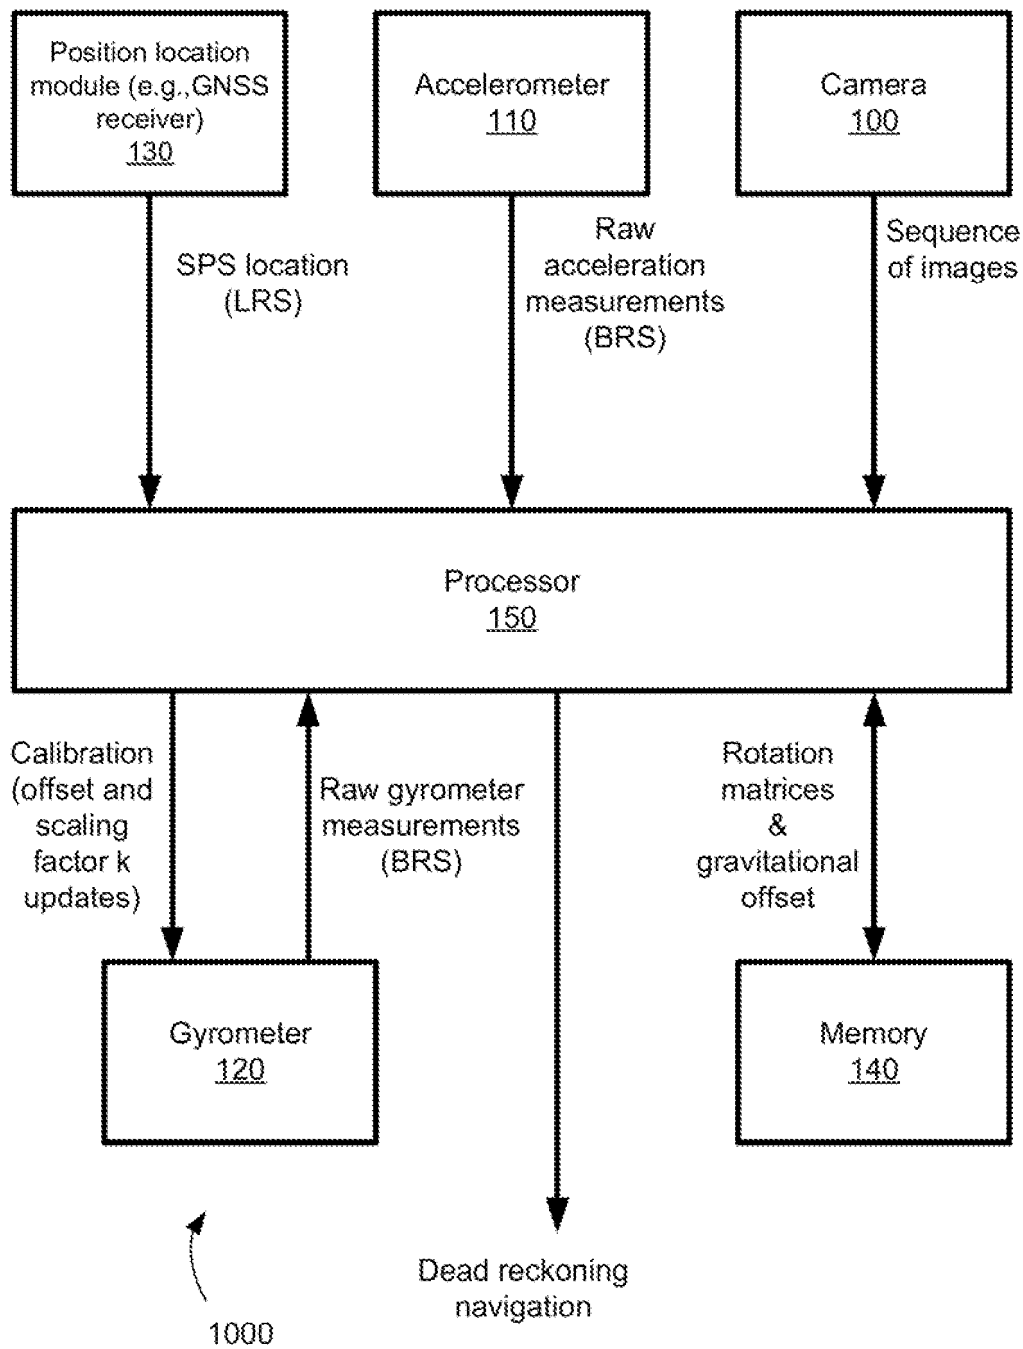 Position location
module (e.g.,GNSS
receiver)
130
Accelerometer
110
Camera
100
SPS location
(LRS)
Raw
acceleration
measurements
(BRS)
Sequence
of images
Processor
150
Calibration
(offset and
scaling
factor k
updates)
Raw gyrometer
measurements
(BRS)
Rotation
matrices
&
gravitational
offset
Gyrometer
120
Memory
140
Dead reckoning
navigation
1000